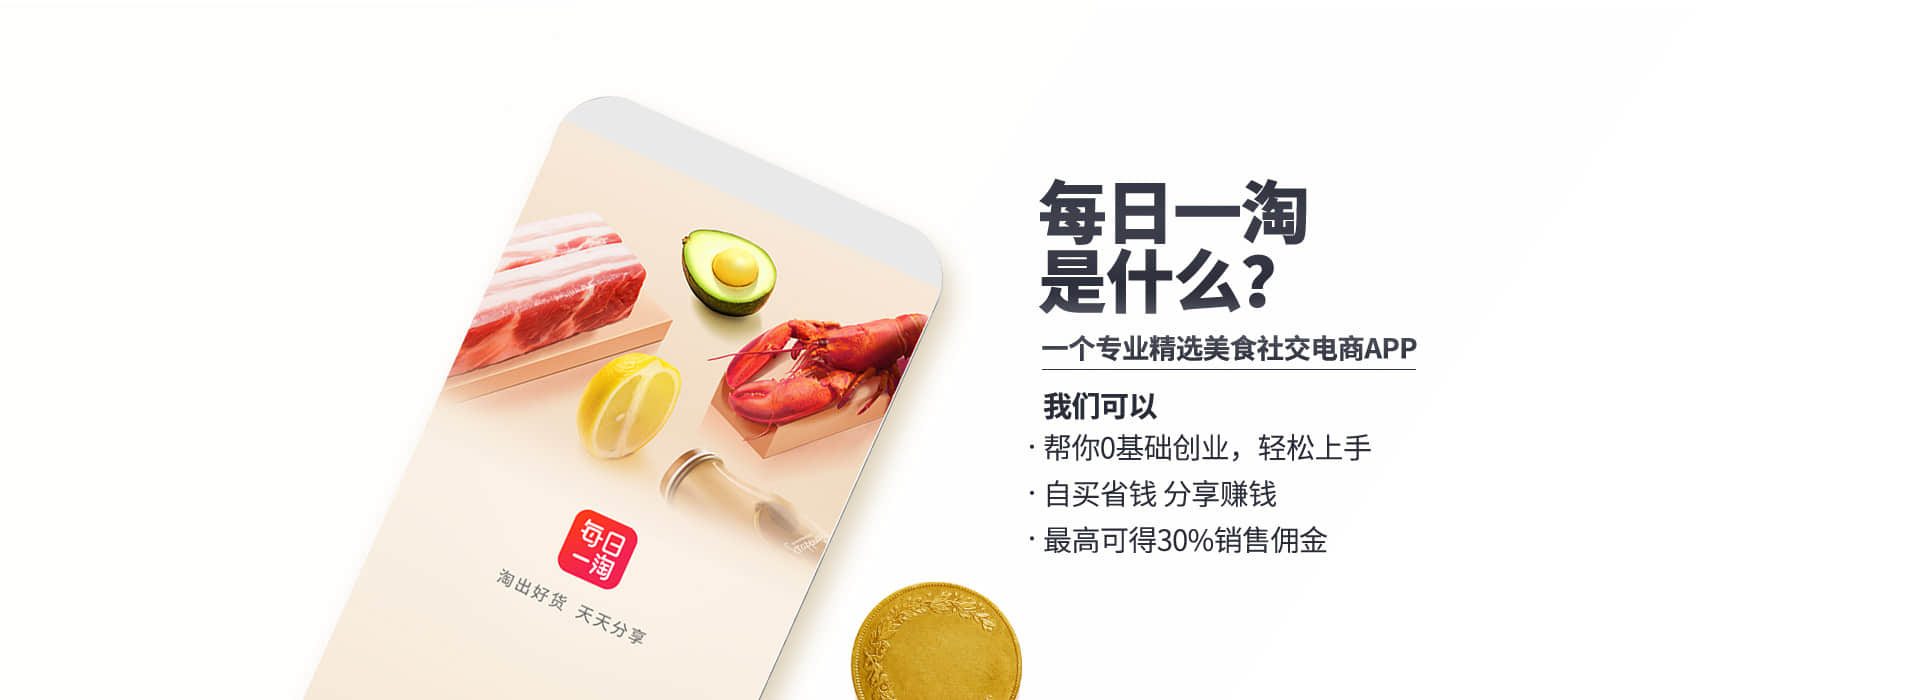 每日一淘
是什么?
一个专业精选美食社交电商APP
我们可以
· 帮你0基础创业，轻松上手
· 自买省钱 分享赚钱
· 最高可得30%销售佣金
每日
一淘
淘出好货 天天分享